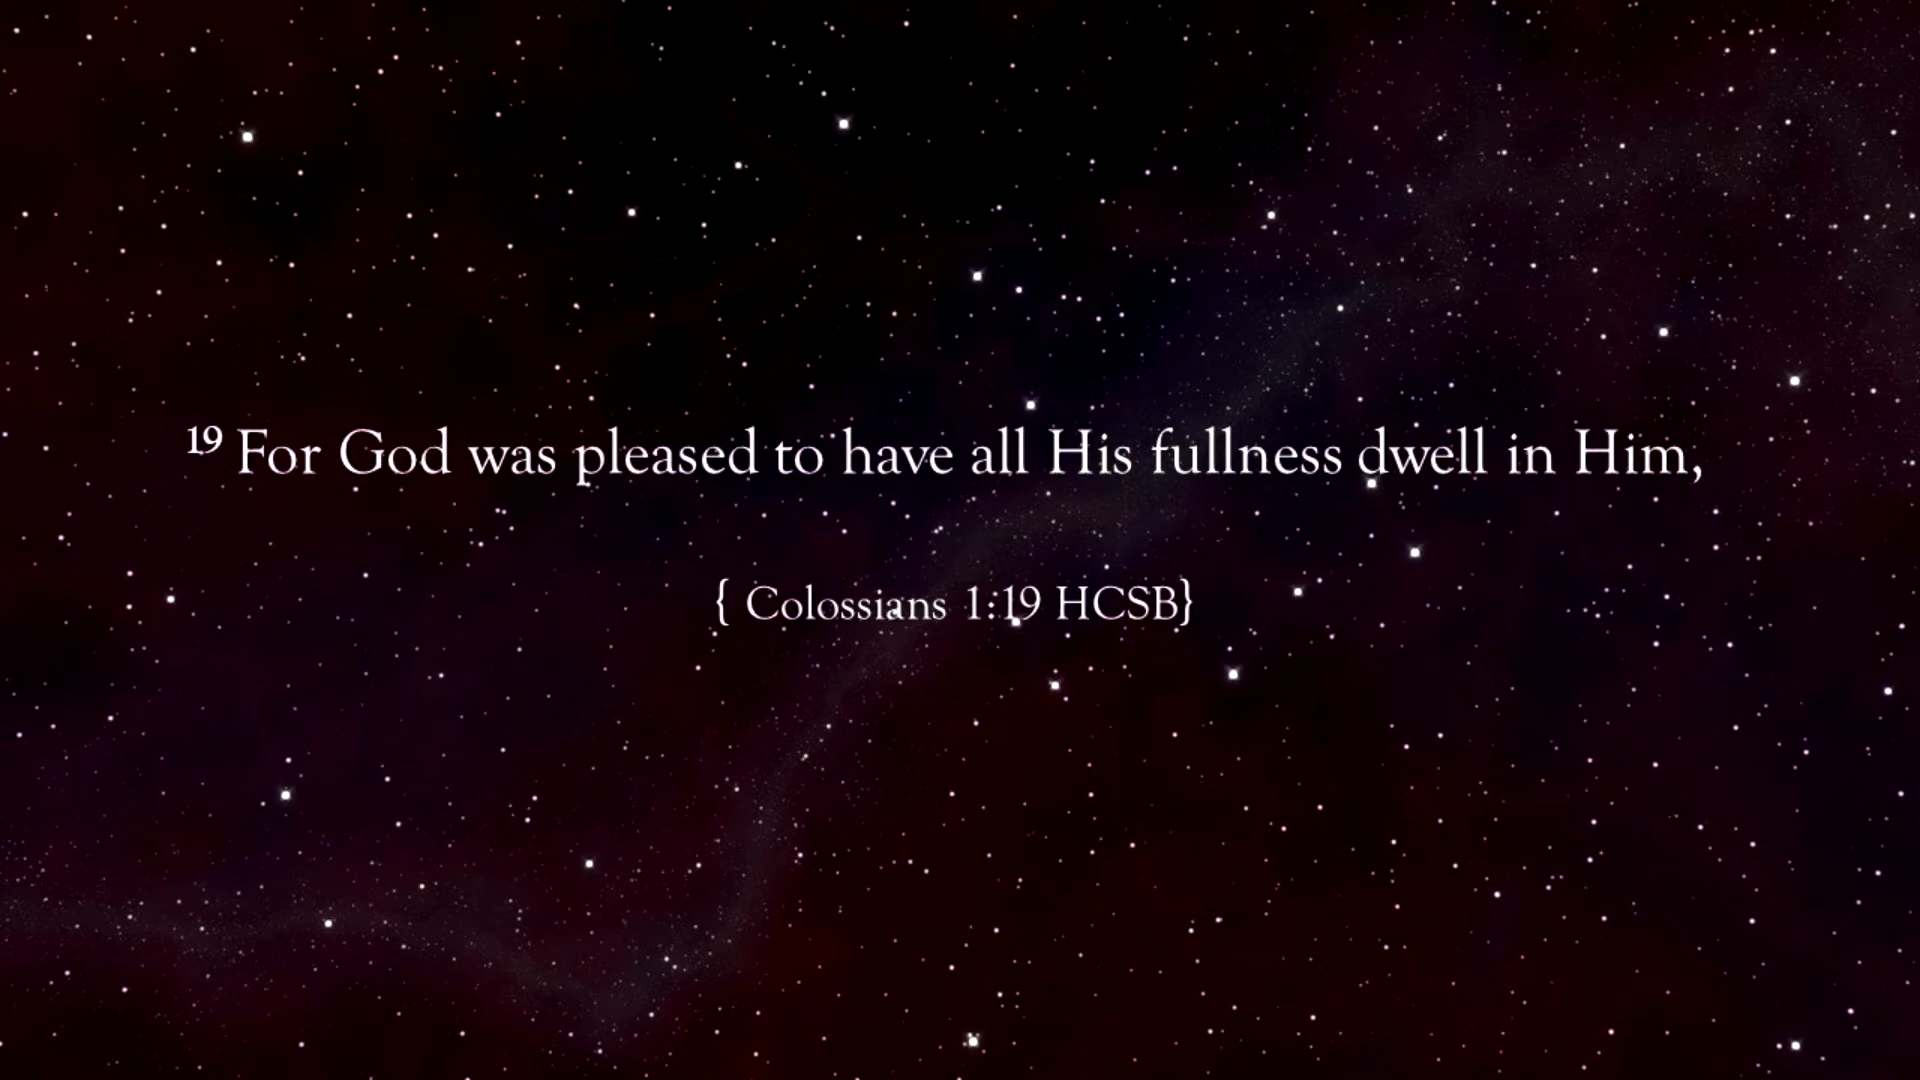 19 For God was pleased to have all His fullness dwell in Him,
{ Colossians 1:19 HCSB}